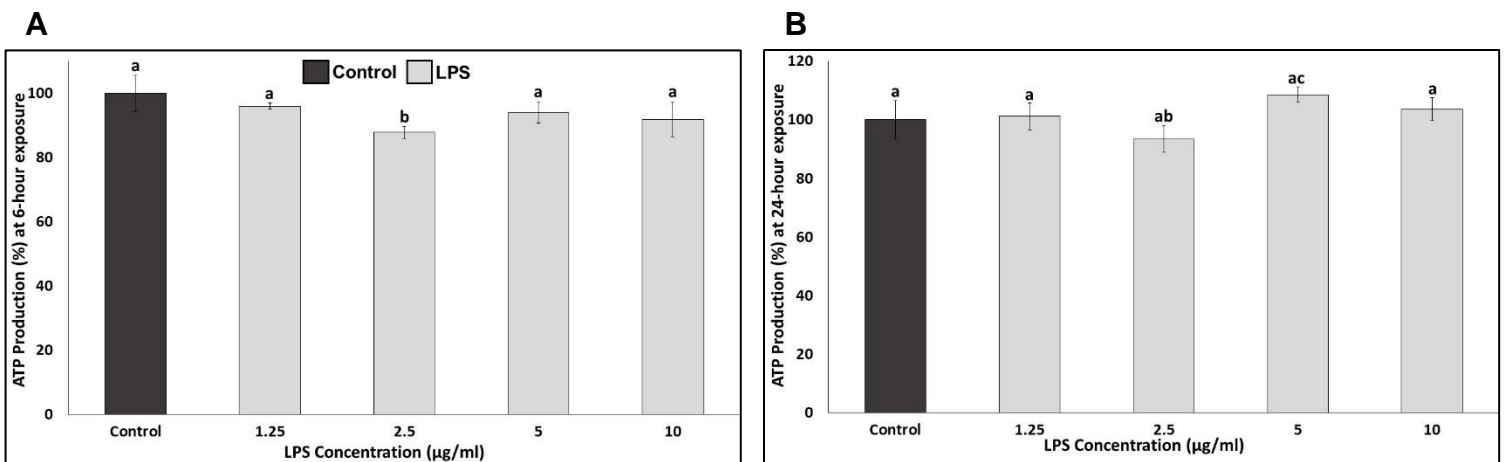 A
ATP Production (%) at 6-hour exposure
100
80
60
40
20
0
Control LPS
a a b a a
Control 1.25 2.5 5 10
LPS Concentration (µg/ml)
B
ATP Production (%) at 24-hour exposure
120
100
80
60
40
20
0
a a ab ac a
Control 1.25 2.5 5 10
LPS Concentration (µg/ml)